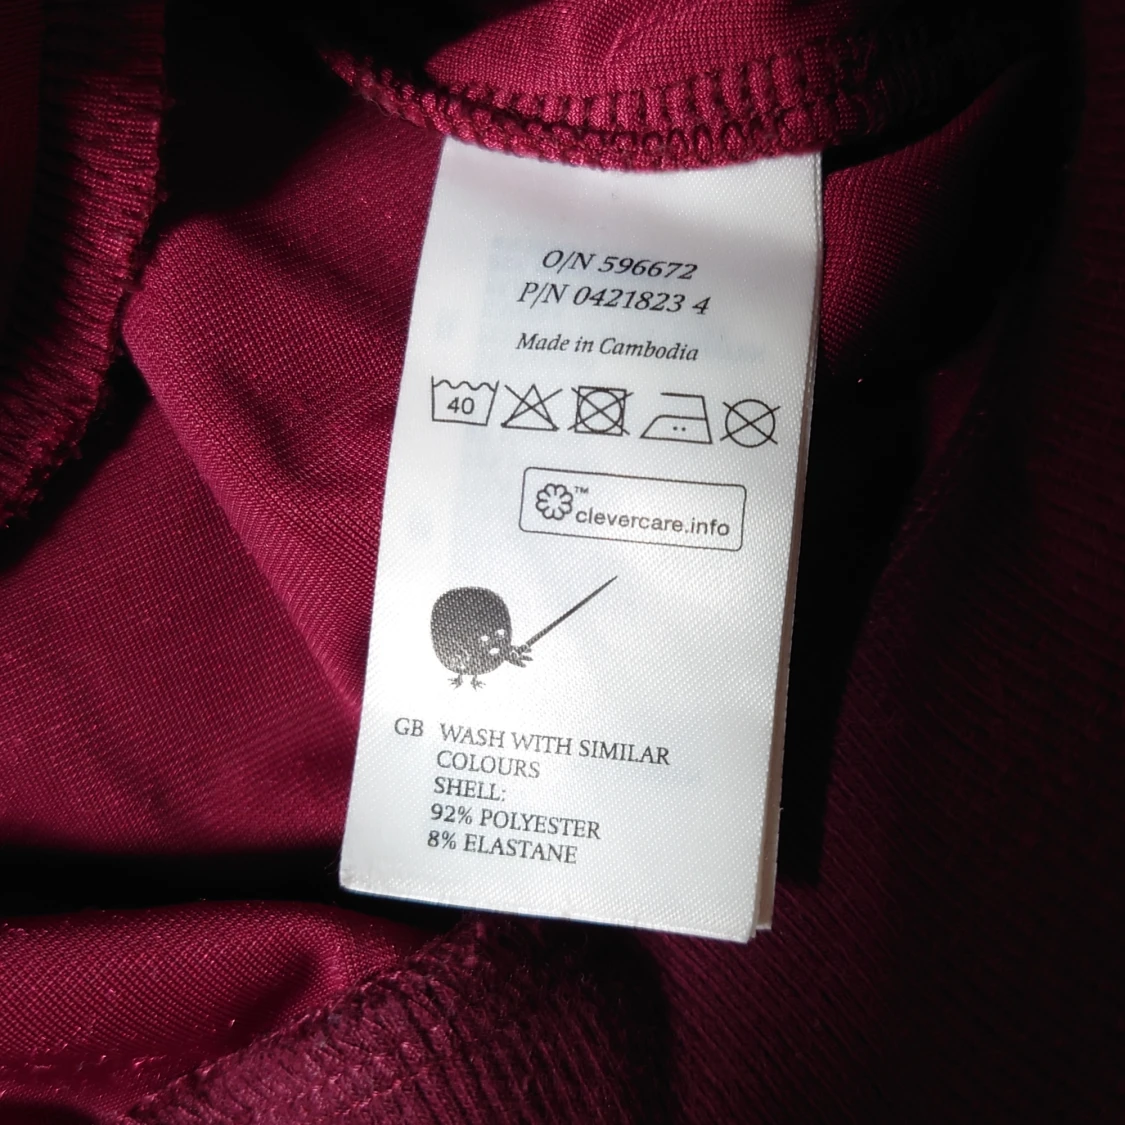 O/N 596672
P/N 0421823 4
Made in Cambodia
40
™
clevercare.info
GB WASH WITH SIMILAR
COLOURS
SHELL:
92% POLYESTER
8% ELASTANE